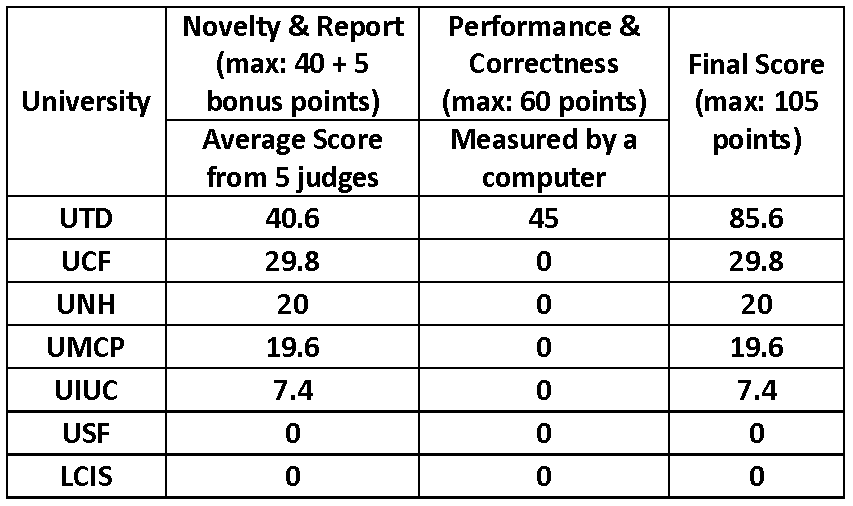 University
Novelty & Report
(max: 40 + 5
bonus points)
Performance &
Correctness
(max: 60 points)
Final Score
(max: 105
points)
Average Score
from 5 judges
Measured by a
computer
UTD 40.6 45 85.6
UCF 29.8 0 29.8
UNH 20 0 20
UMCP 19.6 0 19.6
UIUC 7.4 0 7.4
USF 0 0 0
LCIS 0 0 0